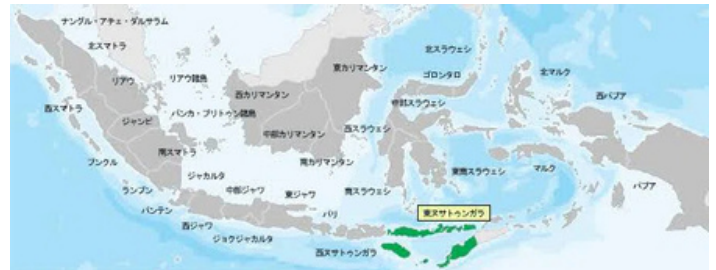 ナングル・アチェ・ダルサラム
北スマトラ
北スラウェシ
東カリマンタン
ゴロンタロ
北マルク
リアウ
リアウ諸島
西カリマンタン
西パプア
中部スラウェシ
西スマトラ
バンカ・ブリトゥン諸島
ジャンビ
西スラウェシ
中部カリマンタン
南スマトラ
南カリマンタン
ブンクル
東南スラウェシ
マルク
ジャカルタ
パプア
ランプン
中部ジャワ
東ジャワ
南スラウェシ
バンテン
バリ
東ヌサトゥンガラ
西ジャワ
ジョクジャカルタ
西ヌサトゥンガラ